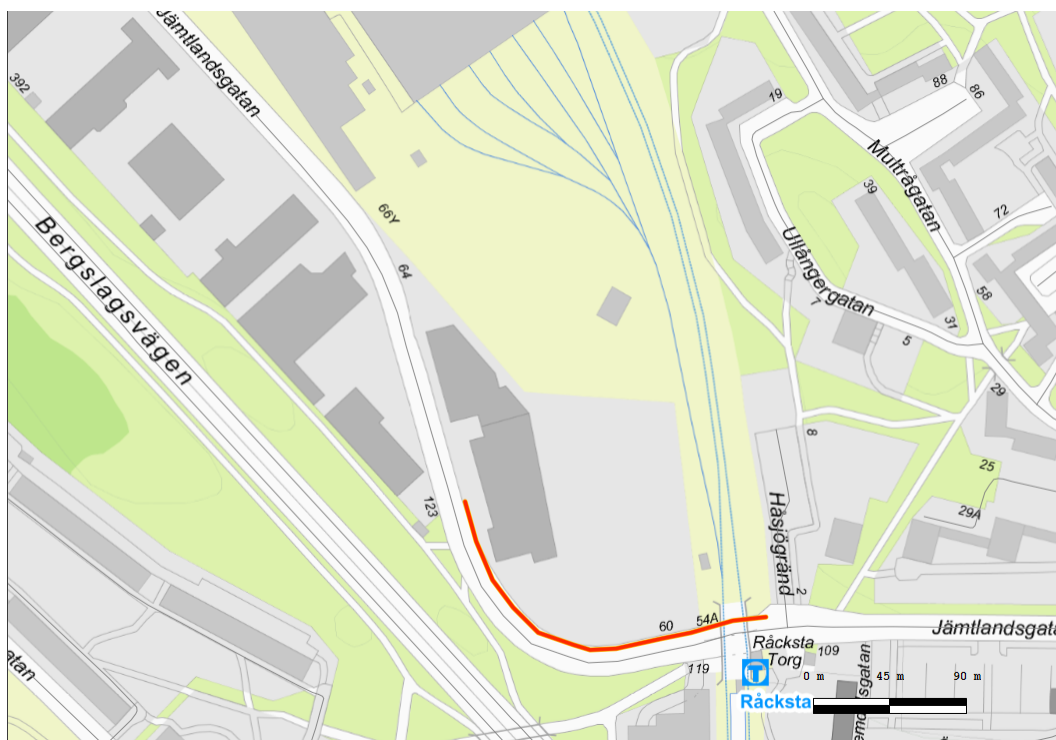 Jämtlandsgatan
392
19
88
86
Multrågatan
39
66Y
72
64
Ullångergatan
58
Bergslagsvägen
7
31
5
29
8
25
123
29A
Håsjögränd
2
60
54A
Jämtlandsgata
Råcksta
Torg
109
119
T
0 m
45 m
90 m
Råcksta